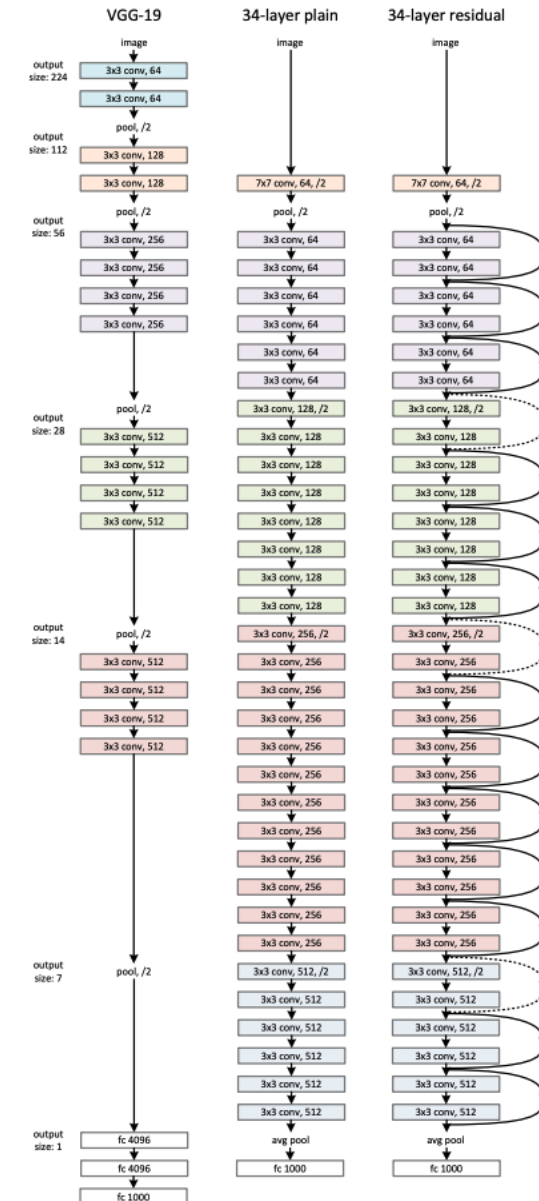 output
size: 224
output
size: 112
output
size: 56
output
size: 28
output
size: 14
output
size: 7
output
size: 1
VGG-19
image
3x3 conv, 64
3x3 conv, 64
pool, /2
3x3 conv, 128
3x3 conv, 128
pool, /2
3x3 conv, 256
3x3 conv, 256
3x3 conv, 256
3x3 conv, 256
pool, /2
3x3 conv, 512
3x3 conv, 512
3x3 conv, 512
3x3 conv, 512
pool, /2
3x3 conv, 512
3x3 conv, 512
3x3 conv, 512
3x3 conv, 512
pool, /2
fc 4096
fc 4096
fc 1000
34-layer plain
image
7x7 conv, 64, /2
pool, /2
3x3 conv, 64
3x3 conv, 64
3x3 conv, 64
3x3 conv, 64
3x3 conv, 64
3x3 conv, 64
3x3 conv, 128, /2
3x3 conv, 128
3x3 conv, 128
3x3 conv, 128
3x3 conv, 128
3x3 conv, 128
3x3 conv, 128
3x3 conv, 128
3x3 conv, 256, /2
3x3 conv, 256
3x3 conv, 256
3x3 conv, 256
3x3 conv, 256
3x3 conv, 256
3x3 conv, 256
3x3 conv, 256
3x3 conv, 256
3x3 conv, 256
3x3 conv, 256
3x3 conv, 256
3x3 conv, 512, /2
3x3 conv, 512
3x3 conv, 512
3x3 conv, 512
3x3 conv, 512
3x3 conv, 512
avg pool
fc 1000
34-layer residual
image
7x7 conv, 64, /2
pool, /2
3x3 conv, 64
3x3 conv, 64
3x3 conv, 64
3x3 conv, 64
3x3 conv, 64
3x3 conv, 64
3x3 conv, 128, /2
3x3 conv, 128
3x3 conv, 128
3x3 conv, 128
3x3 conv, 128
3x3 conv, 128
3x3 conv, 128
3x3 conv, 128
3x3 conv, 256, /2
3x3 conv, 256
3x3 conv, 256
3x3 conv, 256
3x3 conv, 256
3x3 conv, 256
3x3 conv, 256
3x3 conv, 256
3x3 conv, 256
3x3 conv, 256
3x3 conv, 256
3x3 conv, 256
3x3 conv, 512, /2
3x3 conv, 512
3x3 conv, 512
3x3 conv, 512
3x3 conv, 512
3x3 conv, 512
avg pool
fc 1000